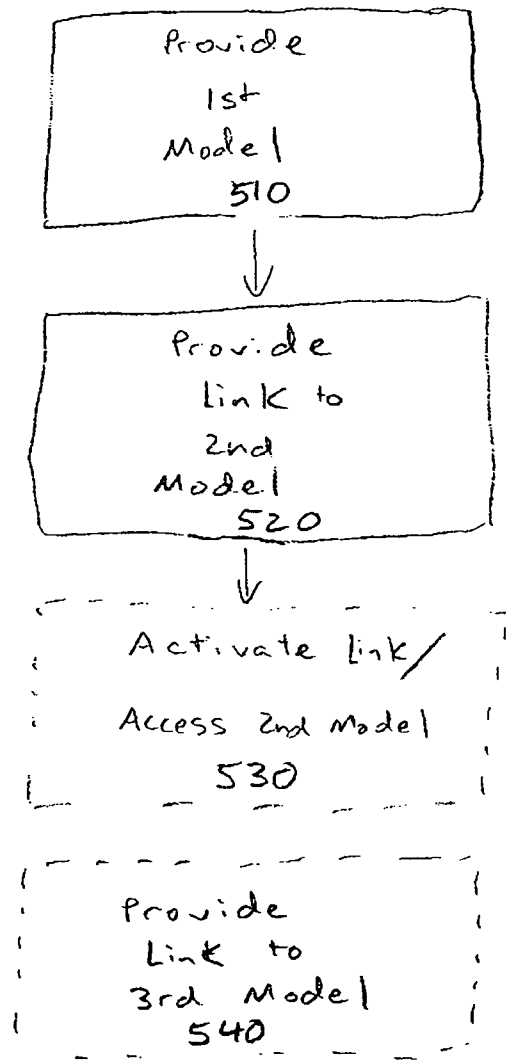 Provide
1st
Model
510
Provide
Link to
2nd
Model
520
Activate Link/
Access 2nd Model
530
Provide
Link to
3rd Model
540